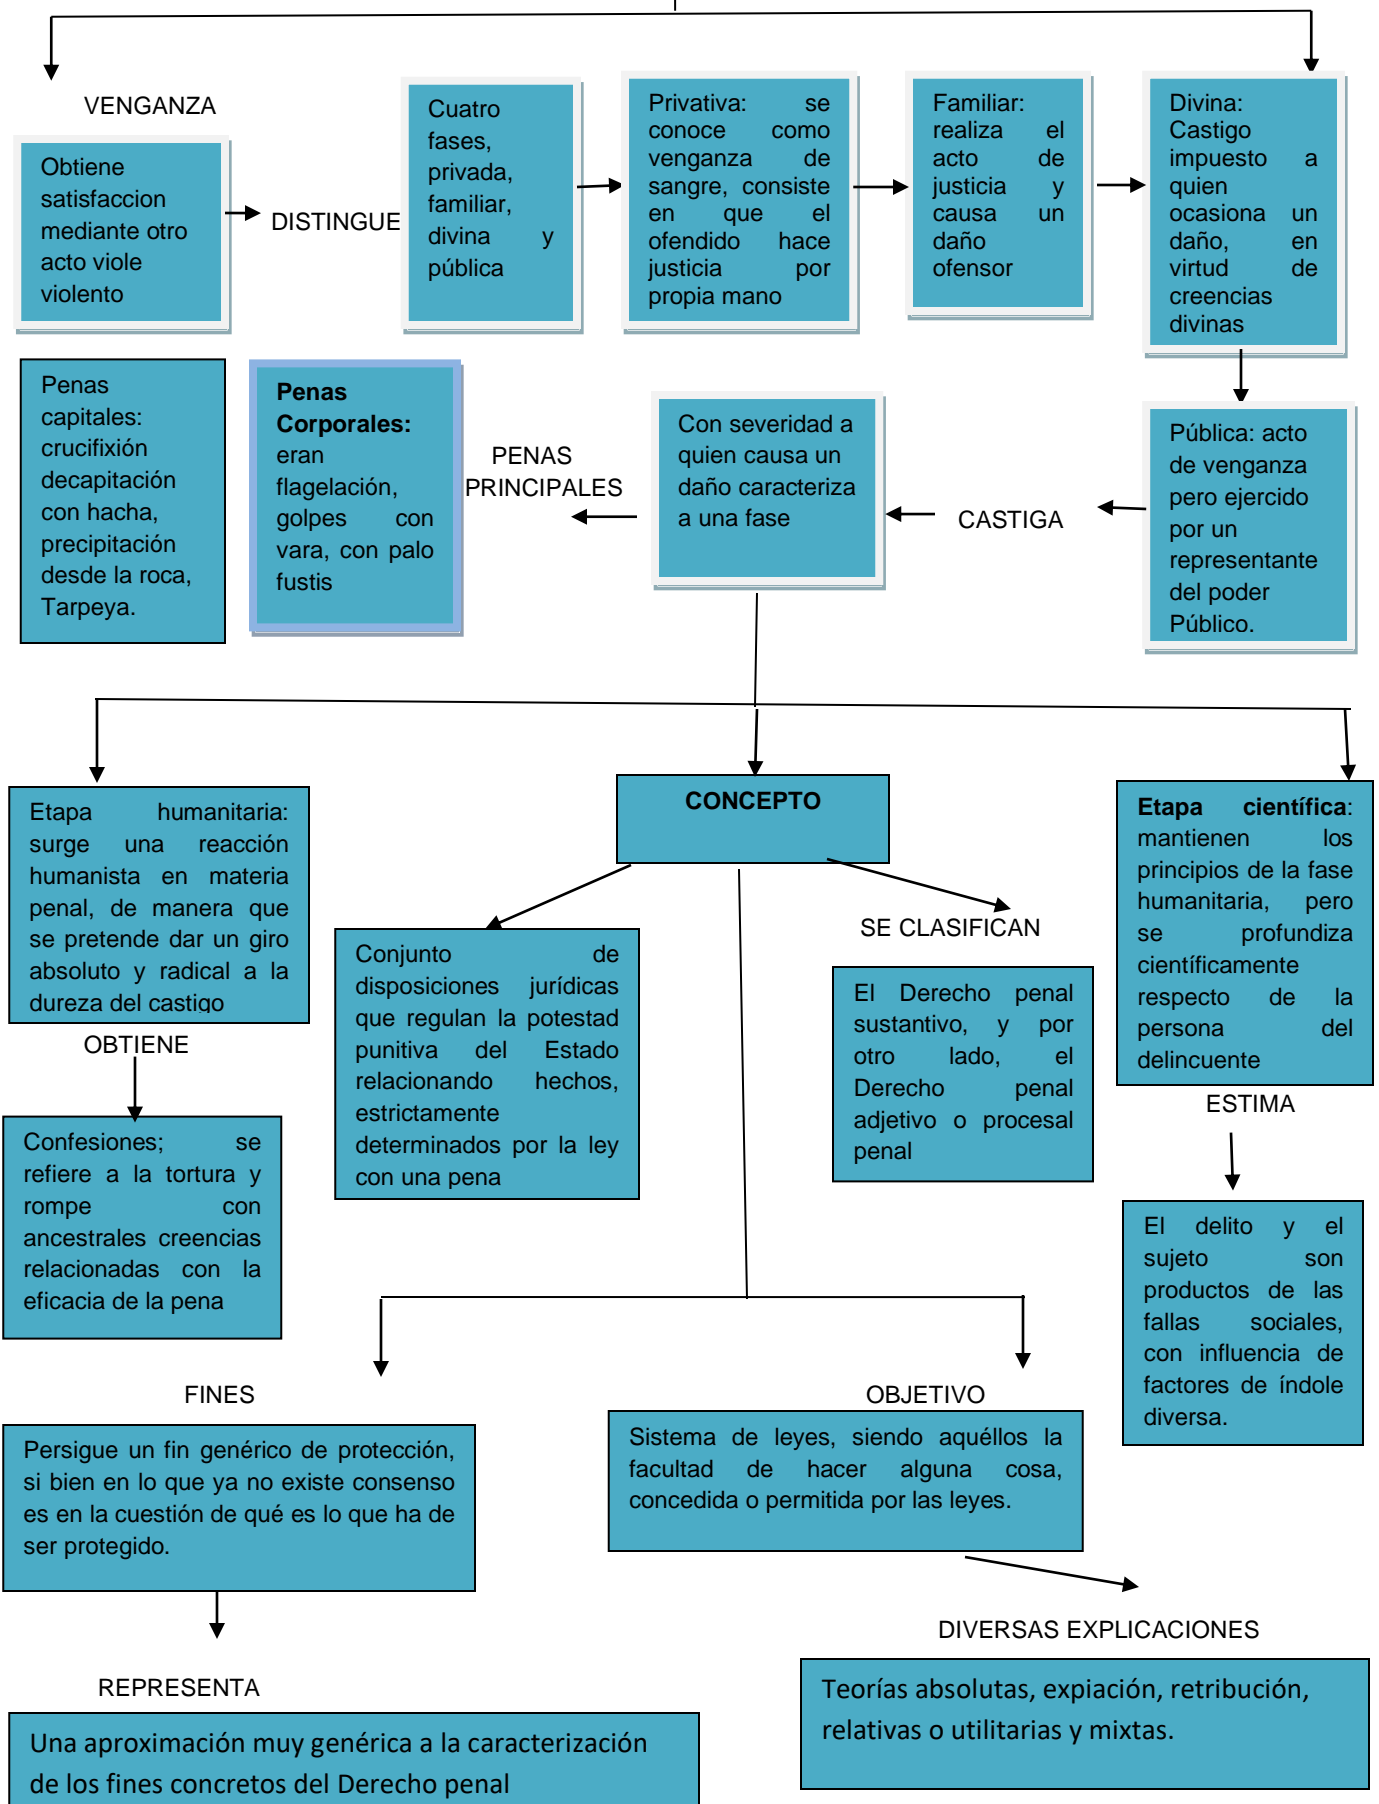 VENGANZA
Obtiene
satisfaccion
mediante otro
acto viole
violento
DISTINGUE
Cuatro
fases,
privada,
familiar,
divina y
pública
Privativa: se
conoce como
venganza de
sangre, consiste
en que el
ofendido hace
justicia por
propia mano
Familiar:
realiza el
acto de
justicia y
causa un
daño
ofensor
Divina:
Castigo
impuesto a
quien
ocasiona un
daño, en
virtud de
creencias
divinas
Penas
capitales:
crucifixión
decapitación
con hacha,
precipitación
desde la roca,
Tarpeya.
Penas
Corporales:
eran
flagelación,
golpes con
vara, con palo
fustis
PENAS
PRINCIPALES
Con severidad a
quien causa un
daño caracteriza
a una fase
CASTIGA
Pública: acto
de venganza
pero ejercido
por un
representante
del poder
Público.
Etapa humanitaria:
surge una reacción
humanista en materia
penal, de manera que
se pretende dar un giro
absoluto y radical a la
dureza del castigo
OBTIENE
Confesiones; se
refiere a la tortura y
rompe con
ancestrales creencias
relacionadas con la
eficacia de la pena
CONCEPTO
Conjunto de
disposiciones jurídicas
que regulan la potestad
punitiva del Estado
relacionando hechos,
estrictamente
determinados por la ley
con una pena
SE CLASIFICAN
El Derecho penal
sustantivo, y por
otro lado, el
Derecho penal
adjetivo o procesal
penal
Etapa científica:
mantienen los
principios de la fase
humanitaria, pero
se profundiza
científicamente
respecto de la
persona del
delincuente
ESTIMA
El delito y el
sujeto son
productos de las
fallas sociales,
con influencia de
factores de índole
diversa.
FINES
Persigue un fin genérico de protección,
si bien en lo que ya no existe consenso
es en la cuestión de qué es lo que ha de
ser protegido.
OBJETIVO
Sistema de leyes, siendo aquéllos la
facultad de hacer alguna cosa,
concedida o permitida por las leyes.
REPRESENTA
Una aproximación muy genérica a la caracterización
de los fines concretos del Derecho penal
DIVERSAS EXPLICACIONES
Teorías absolutas, expiación, retribución,
relativas o utilitarias y mixtas.